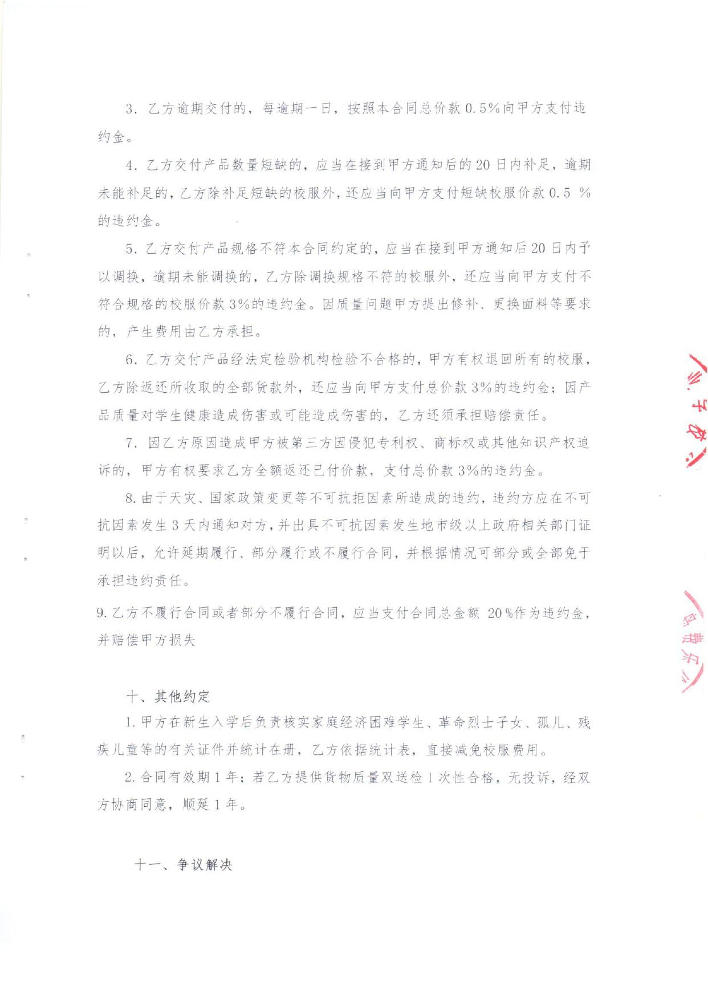 3. 乙方逾期交付的，每逾期一日，按照本合同总价款 0.5%向甲方支付违
约金。
4. 乙方交付产品数量短缺的，应当在接到甲方通知后的 20 日内补足，逾期
未能补足的，乙方除补足短缺的校服外，还应当向甲方支付短缺校服价款 0.5 %
的违约金。
5. 乙方交付产品规格不符本合同约定的，应当在接到甲方通知后 20 日内予
以调换，逾期未能调换的，乙方除调换规格不符的校服外，还应当向甲方支付不
符合规格的校服价款 3%的违约金。因质量问题甲方提出修补、更换面料等要求
的，产生费用由乙方承担。
6. 乙方交付产品经法定检验机构检验不合格的，甲方有权退回所有的校服，
乙方除返还所收取的全部货款外，还应当向甲方支付总价款 3%的违约金；因产
品质量对学生健康造成伤害或可能造成伤害的，乙方还须承担赔偿责任。
7. 因乙方原因造成甲方被第三方因侵犯专利权、商标权或其他知识产权追
诉的，甲方有权要求乙方全额返还已付价款，支付总价款 3%的违约金。
8. 由于天灾、国家政策变更等不可抗拒因素所造成的违约，违约方应在不可
抗因素发生 3 天内通知对方，并出具不可抗因素发生地市级以上政府相关部门证
明以后，允许延期履行、部分履行或不履行合同，并根据情况可部分或全部免于
承担违约责任。
9. 乙方不履行合同或者部分不履行合同，应当支付合同总金额 20%作为违约金，
并赔偿甲方损失
十、其他约定
1. 甲方在新生入学后负责核实家庭经济困难学生、革命烈士子女、孤儿、残
疾儿童等的有关证件并统计在册，乙方依据统计表，直接减免校服费用。
2. 合同有效期 1 年；若乙方提供货物质量双送检 1 次性合格，无投诉，经双
方协商同意，顺延 1 年。
十一、争议解决